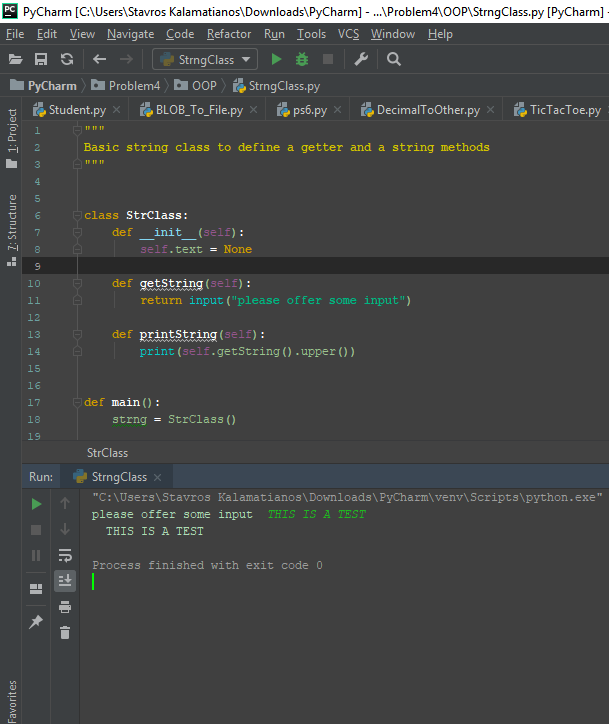 PC PyCharm [C:\Users\Stavros Kalamatianos\Downloads\PyCharm] - ...\Problem4\OOP\StrngClass.py [PyCharm] -
File Edit View Navigate Code Refactor Run Tools VCS Window Help
StrngClass
PyCharm Problem4 OOP StrngClass.py
Student.py BLOB_To_File.py ps6.py DecimalToOther.py TicTacToe.py
1: Project
7: Structure
1 """
2 Basic string class to define a getter and a string methods
3 """
4
5
6 class StrClass:
7     def __init__(self):
8         self.text = None
9
10     def getString(self):
11         return input("please offer some input")
12
13     def printString(self):
14         print(self.getString().upper())
15
16
17 def main():
18     strng = StrClass()
19
StrClass
Run: StrngClass
"C:\Users\Stavros Kalamatianos\Downloads\PyCharm\venv\Scripts\python.exe"
please offer some input  THIS IS A TEST
  THIS IS A TEST
Process finished with exit code 0
Favorites